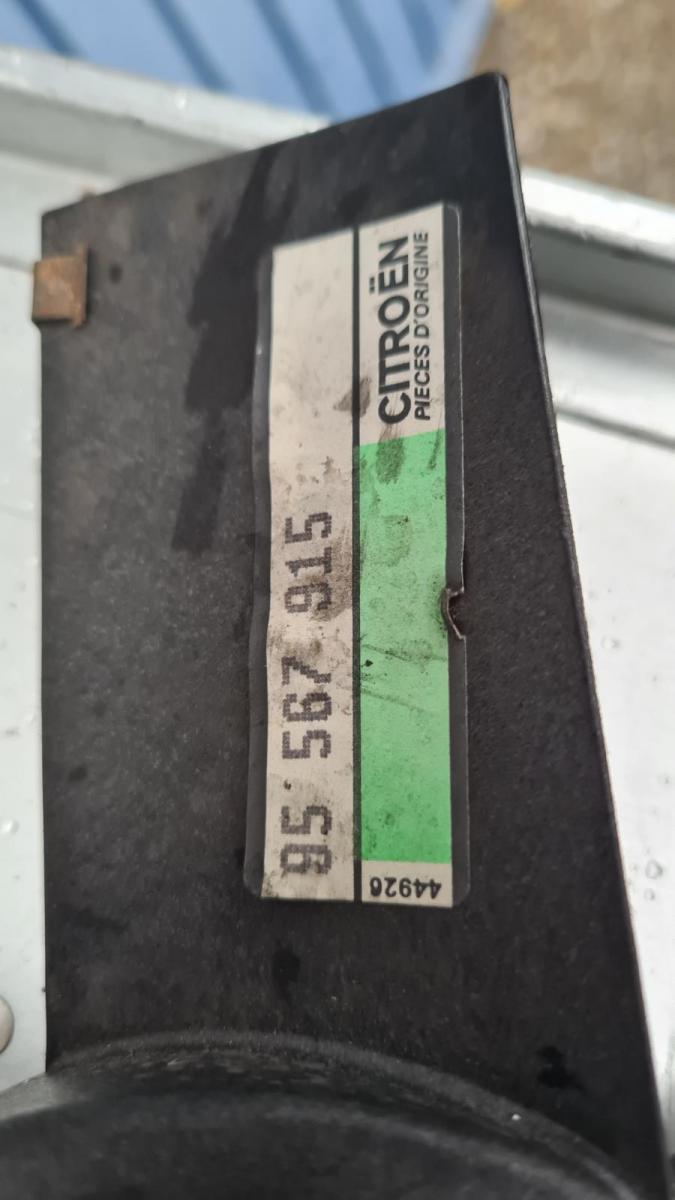 CITROËN
PIECES D'ORIGINE
95 567 915
44926